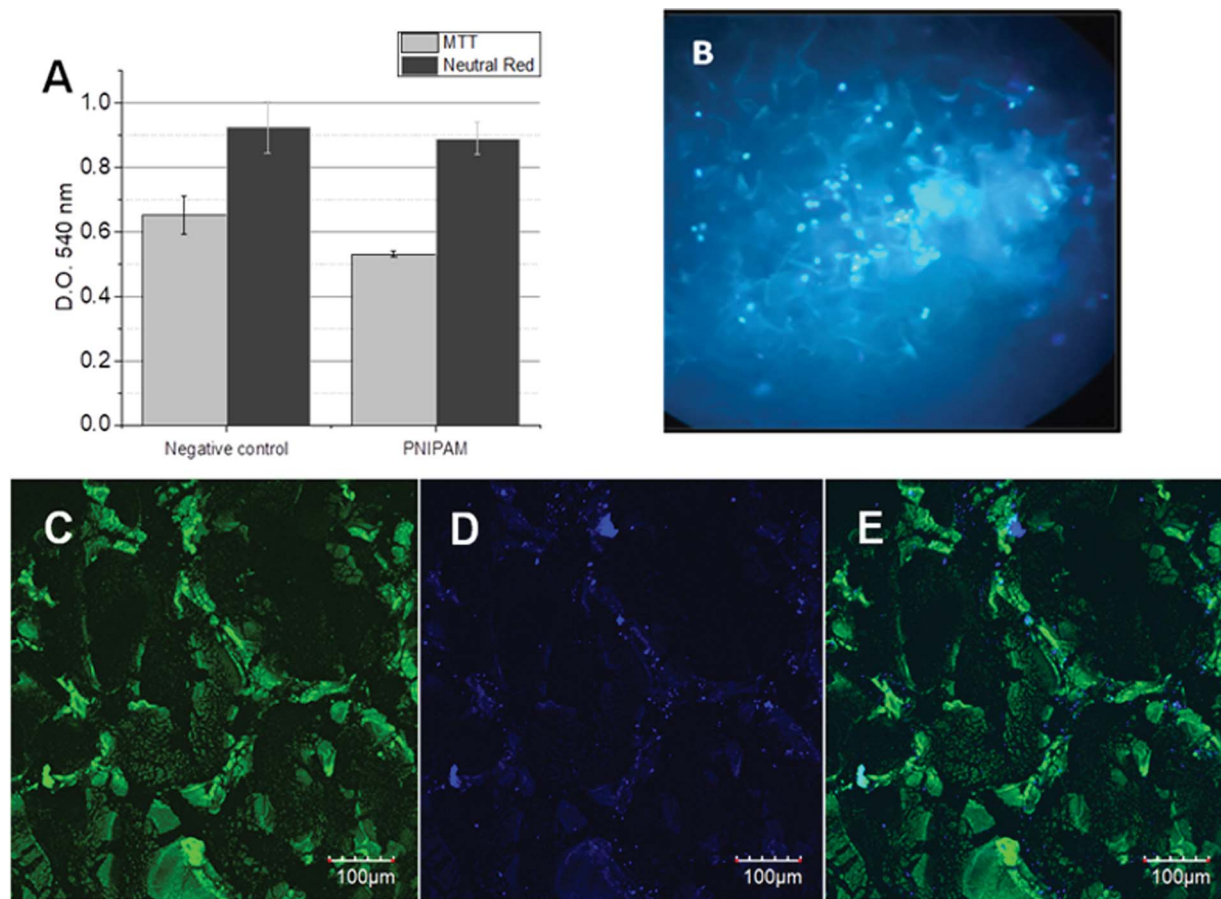 MTT
Neutral Red
A
1.0
0.8
0.6
0.4
0.2
0.0
D.O. 540 nm
Negative control
PNIPAM
B
C
100µm
D
100µm
E
100µm